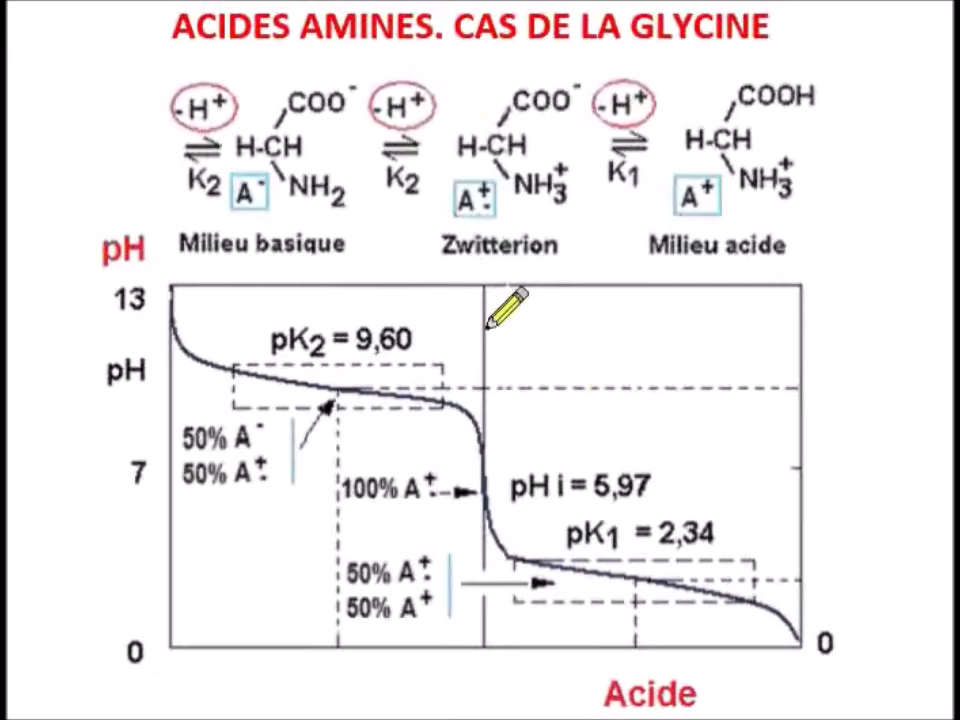 ACIDES AMINES. CAS DE LA GLYCINE
-H⁺ COO⁻ -H⁺ COO⁻ -H⁺ COOH
⇌ H-CH ⇌ H-CH ⇌ H-CH
K₂ A⁻ NH₂ K₂ A± NH₃⁺ K₁ A⁺ NH₃⁺
Milieu basique Zwitterion Milieu acide
pH
13
pK₂ = 9,60
pH
50% A⁻
50% A±
7
100% A± pH i = 5,97
pK₁ = 2,34
50% A±
50% A⁺
0 0
Acide